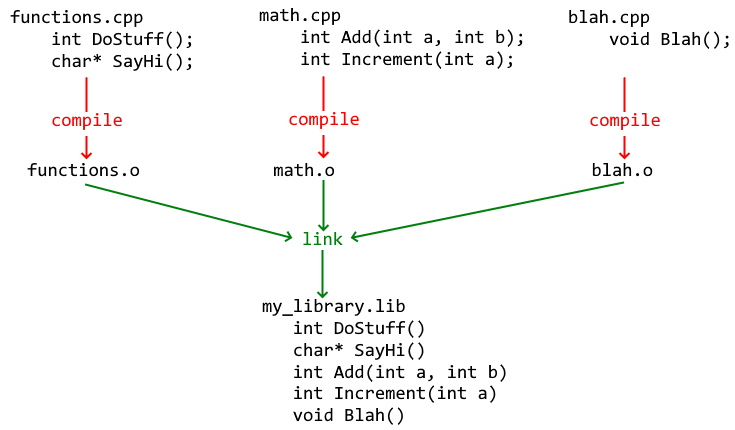 functions.cpp
int DoStuff();
char* SayHi();
math.cpp
int Add(int a, int b);
int Increment(int a);
blah.cpp
void Blah();
compile
compile
compile
functions.o
math.o
blah.o
link
my_library.lib
int DoStuff()
char* SayHi()
int Add(int a, int b)
int Increment(int a)
void Blah()